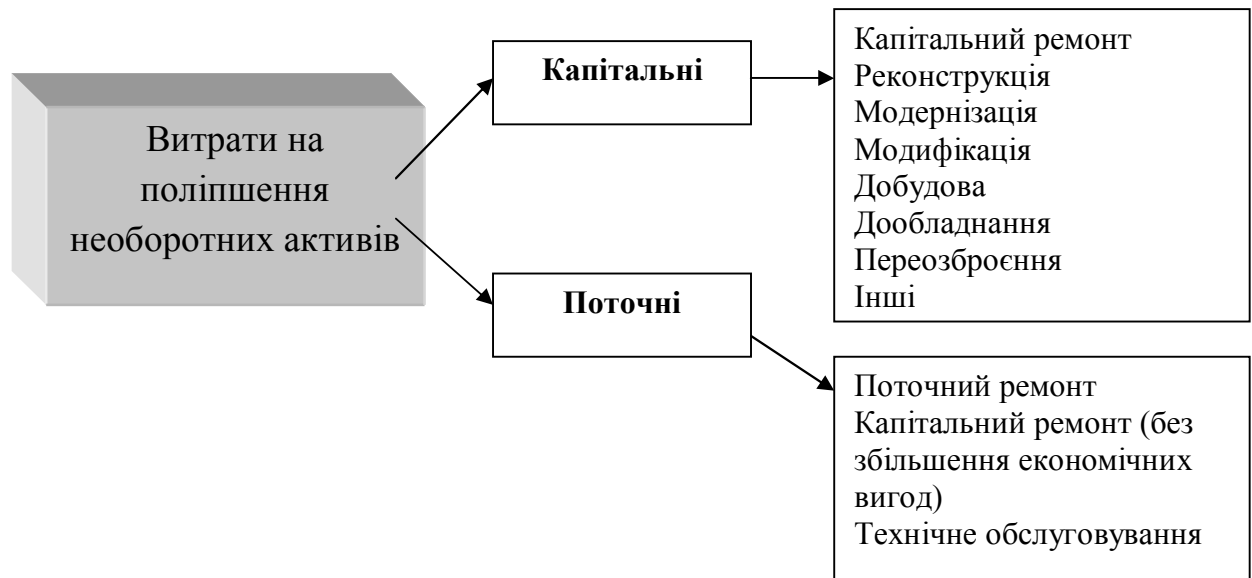 Витрати на
поліпшення
необоротних активів
Капітальні
Капітальний ремонт
Реконструкція
Модернізація
Модифікація
Добудова
Дообладнання
Переозброєння
Інші
Поточні
Поточний ремонт
Капітальний ремонт (без
збільшення економічних
вигод)
Технічне обслуговування